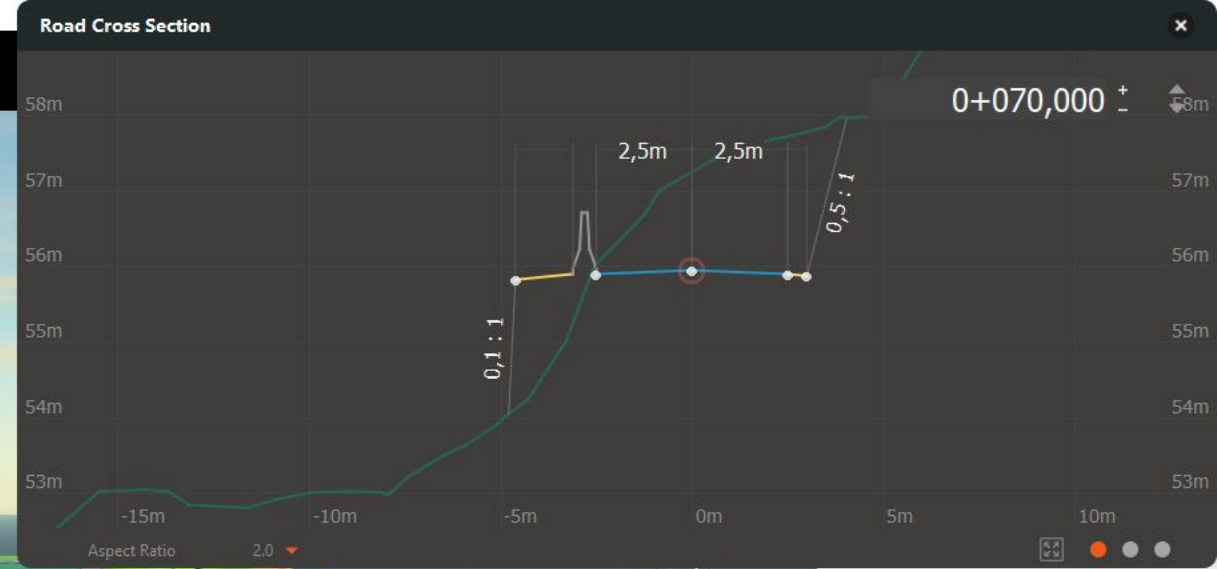 Road Cross Section
0+070,000 + −
58m
58m
2,5m
2,5m
57m
57m
0,5 : 1
56m
56m
55m
55m
0,1 : 1
54m
54m
53m
53m
-15m
-10m
-5m
0m
5m
10m
Aspect Ratio
2.0